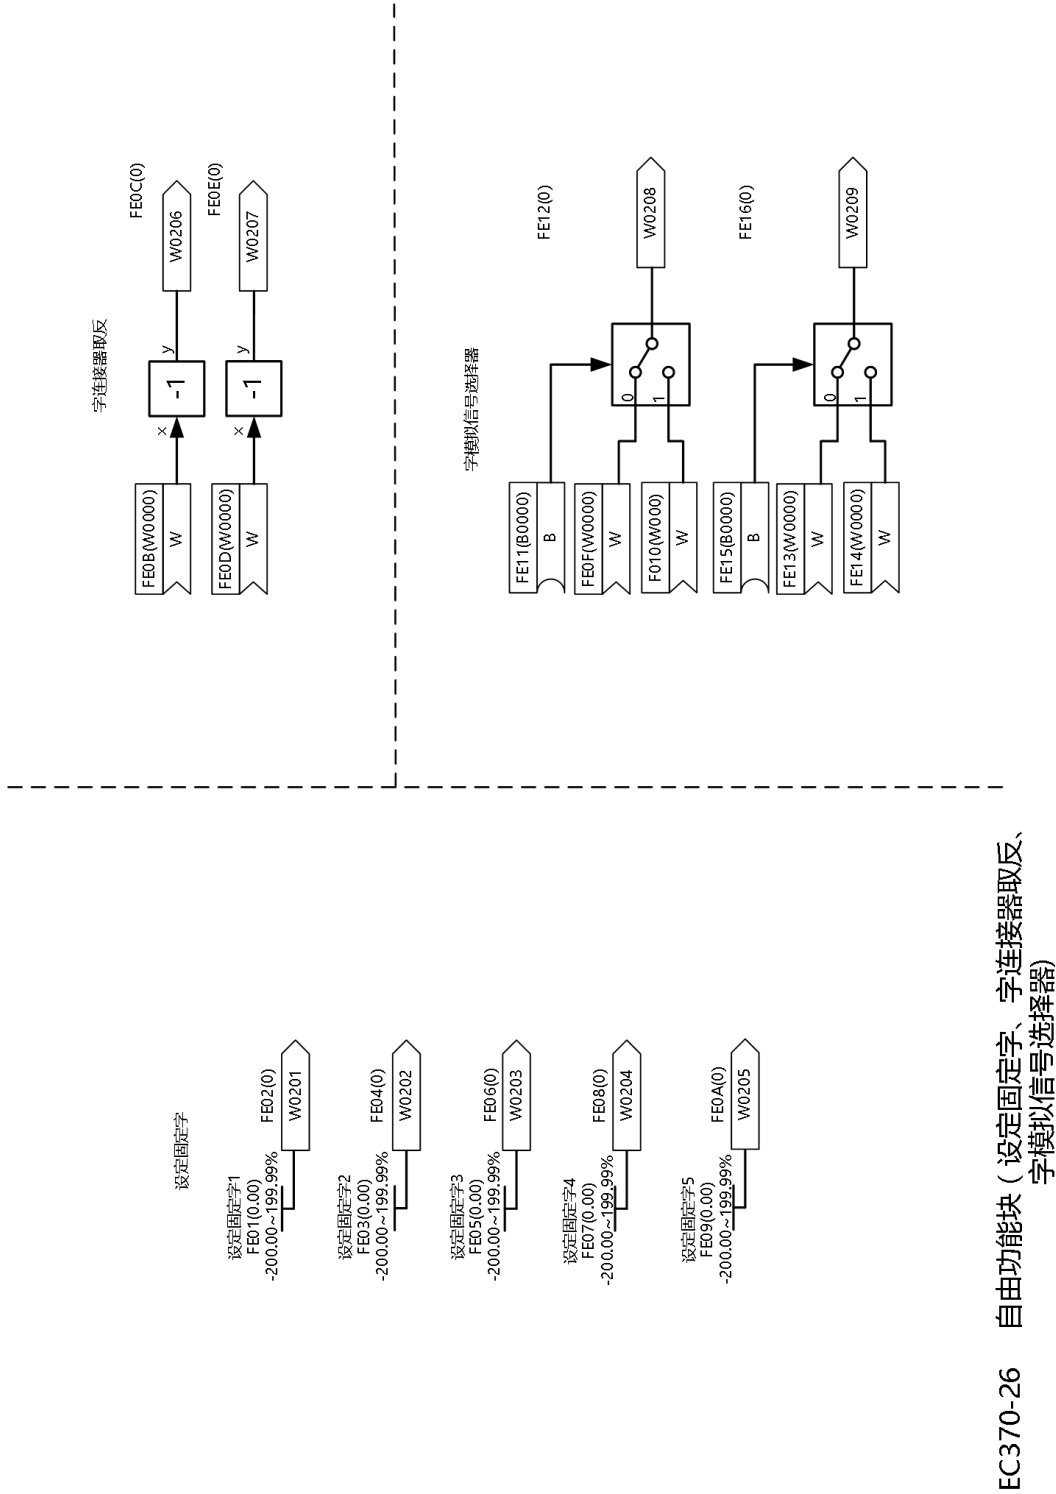 设定固定字
设定固定字1
FE01(0.00)
-200.00~199.99%
FE02(0)
W0201
设定固定字2
FE03(0.00)
-200.00~199.99%
FE04(0)
W0202
设定固定字3
FE05(0.00)
-200.00~199.99%
FE06(0)
W0203
设定固定字4
FE07(0.00)
-200.00~199.99%
FE08(0)
W0204
设定固定字5
FE09(0.00)
-200.00~199.99%
FE0A(0)
W0205
字连接器取反
FE0B(W0000)
W
x
-1
y
FE0C(0)
W0206
FE0D(W0000)
W
x
-1
y
FE0E(0)
W0207
字模拟信号选择器
FE11(B0000)
B
FE0F(W0000)
W
F010(W000)
W
0
1
FE12(0)
W0208
FE15(B0000)
B
FE13(W0000)
W
FE14(W0000)
W
0
1
FE16(0)
W0209
EC370-26 自由功能块（设定固定字、字连接器取反、
字模拟信号选择器)